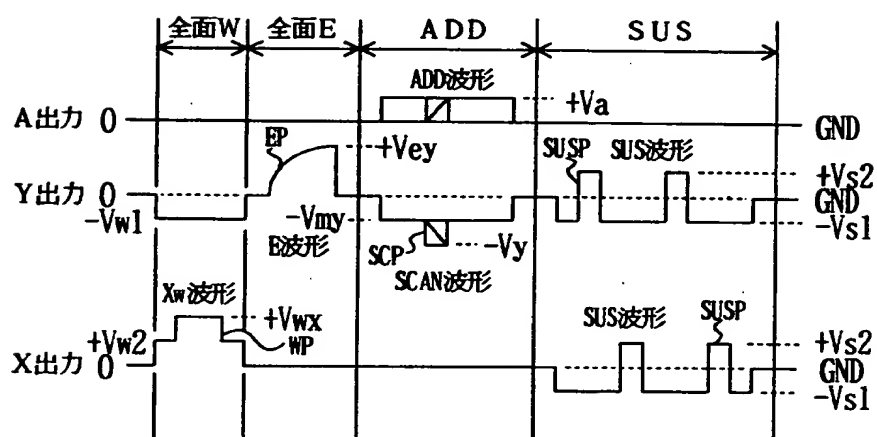 全面W 全面E ADD SUS
ADD波形
+Va
A出力 0 GND
EP +Vey SUSP SUS波形
+Vs2
Y出力 0 GND
-Vw1 -Vmy -Vs1
E波形 SCP -Vy
SCAN波形
Xw波形
+Vwx SUS波形 SUSP
+Vw2 WP +Vs2
X出力 0 GND
-Vs1